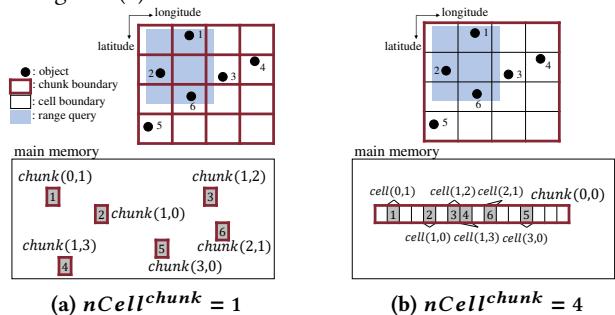 longitude
latitude
1
2
3
4
5
6
: object
: chunk boundary
: cell boundary
: range query
main memory
chunk(0,1)
1
chunk(1,2)
3
2
chunk(1,0)
6
chunk(1,3)
chunk(2,1)
5
4
chunk(3,0)
(a) nCell^chunk = 1
longitude
latitude
1
2
3
4
5
6
main memory
cell(0,1)
cell(1,2)
cell(2,1)
chunk(0,0)
1
2
3
4
6
5
cell(1,0)
cell(1,3)
cell(3,0)
(b) nCell^chunk = 4